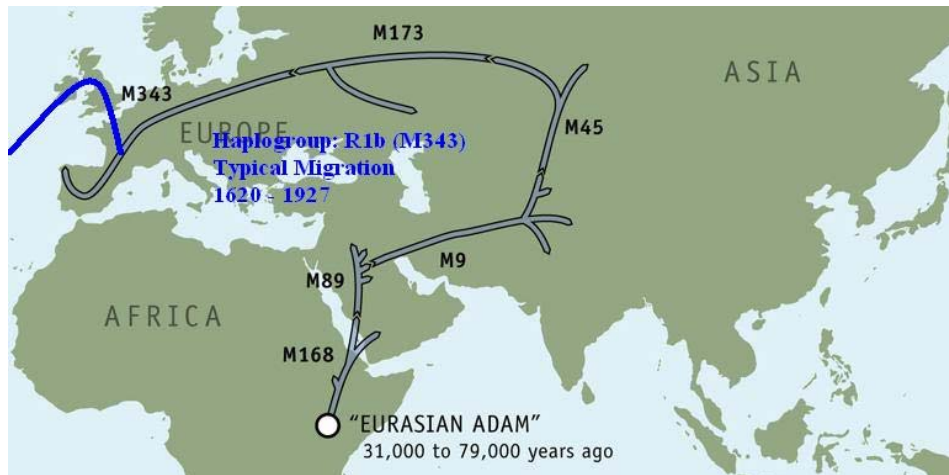 M173
ASIA
M343
EUROPE
M45
Haplogroup: R1b (M343)
Typical Migration
1620 - 1927
M9
M89
AFRICA
M168
"EURASIAN ADAM"
31,000 to 79,000 years ago